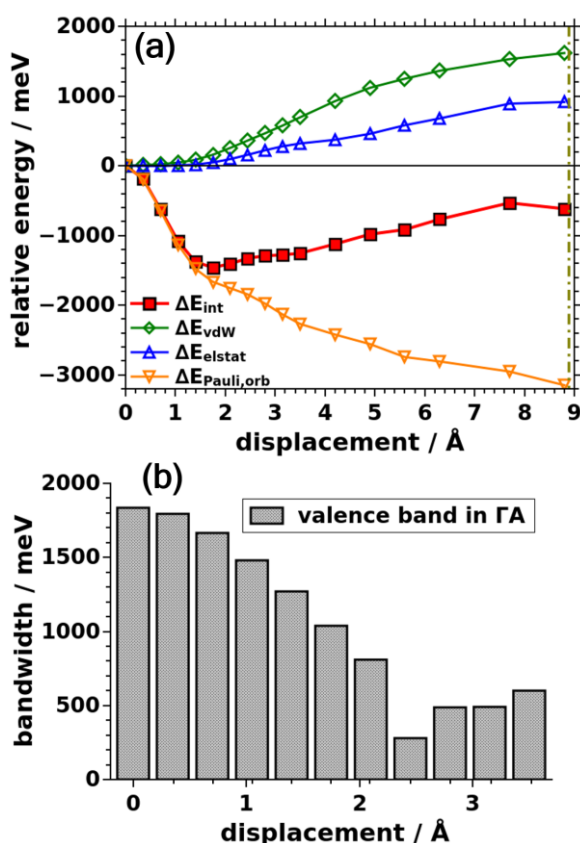 (a)
relative energy / meV
2000
1000
0
−1000
−2000
−3000
ΔE_int
ΔE_vdW
ΔE_elstat
ΔE_Pauli,orb
0 1 2 3 4 5 6 7 8 9
displacement / Å
(b)
bandwidth / meV
2000
1500
1000
500
0
valence band in ΓA
0 1 2 3
displacement / Å